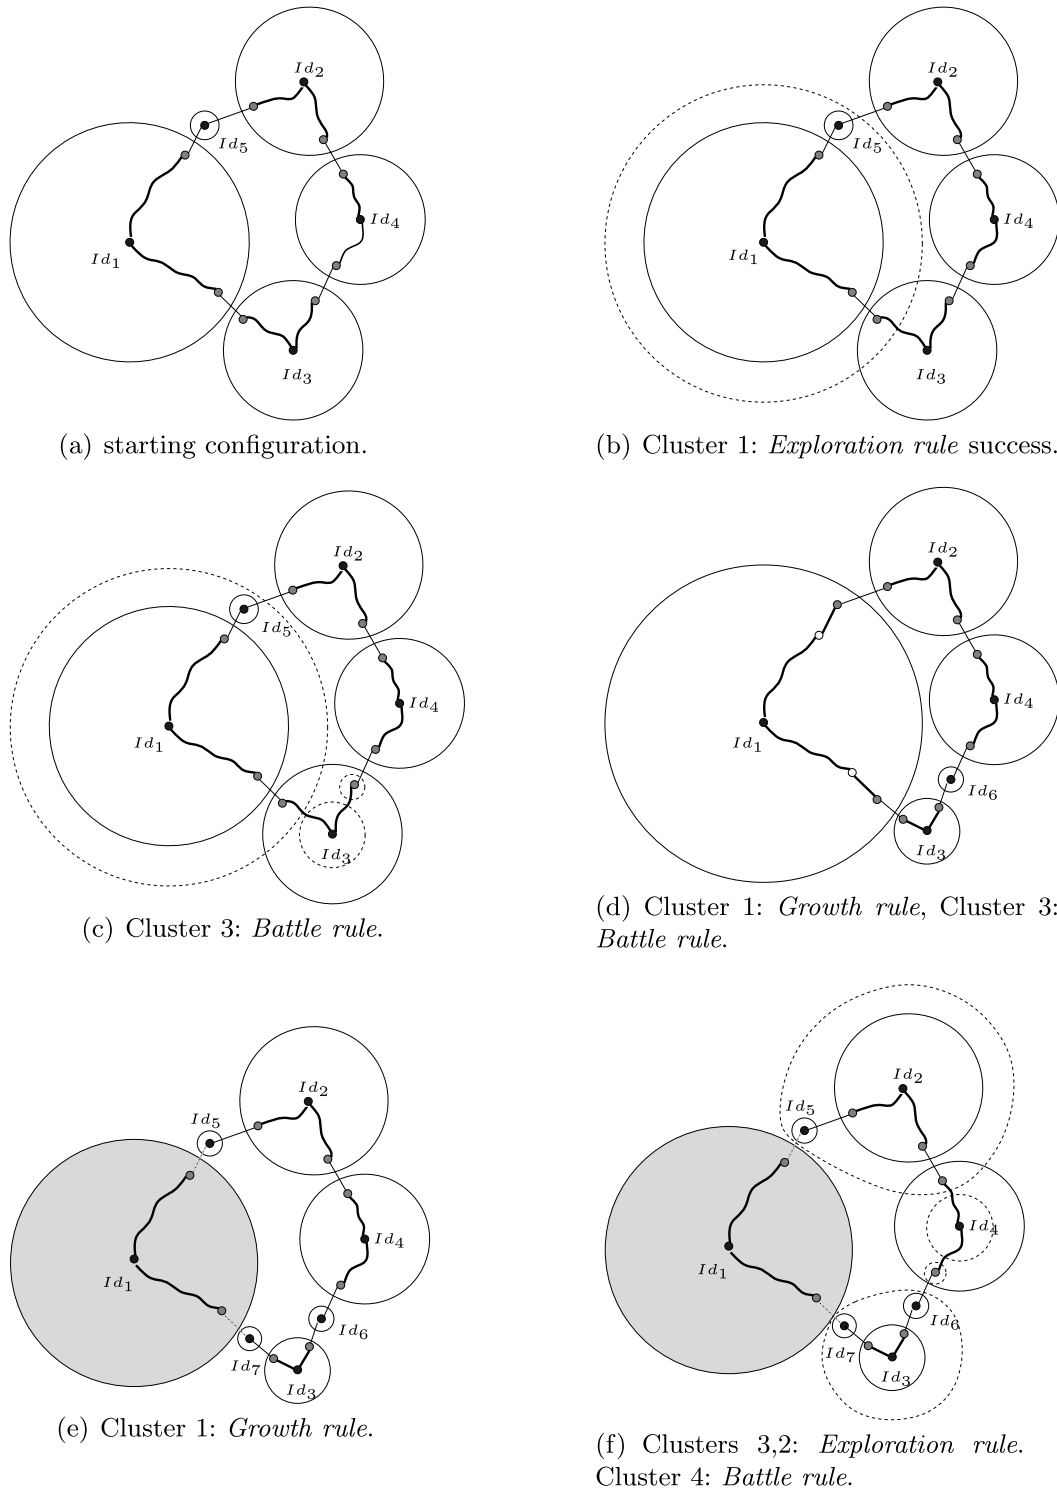 Id2
Id5
Id4
Id1
Id3
Id2
Id5
Id4
Id1
Id3
(a) starting configuration.
(b) Cluster 1: Exploration rule success.
Id2
Id5
Id4
Id1
Id3
Id2
Id4
Id1
Id6
Id3
(c) Cluster 3: Battle rule.
(d) Cluster 1: Growth rule, Cluster 3:
Battle rule.
Id2
Id5
Id4
Id1
Id6
Id7
Id3
Id2
Id5
Id4
Id1
Id6
Id7
Id3
(e) Cluster 1: Growth rule.
(f) Clusters 3,2: Exploration rule.
Cluster 4: Battle rule.